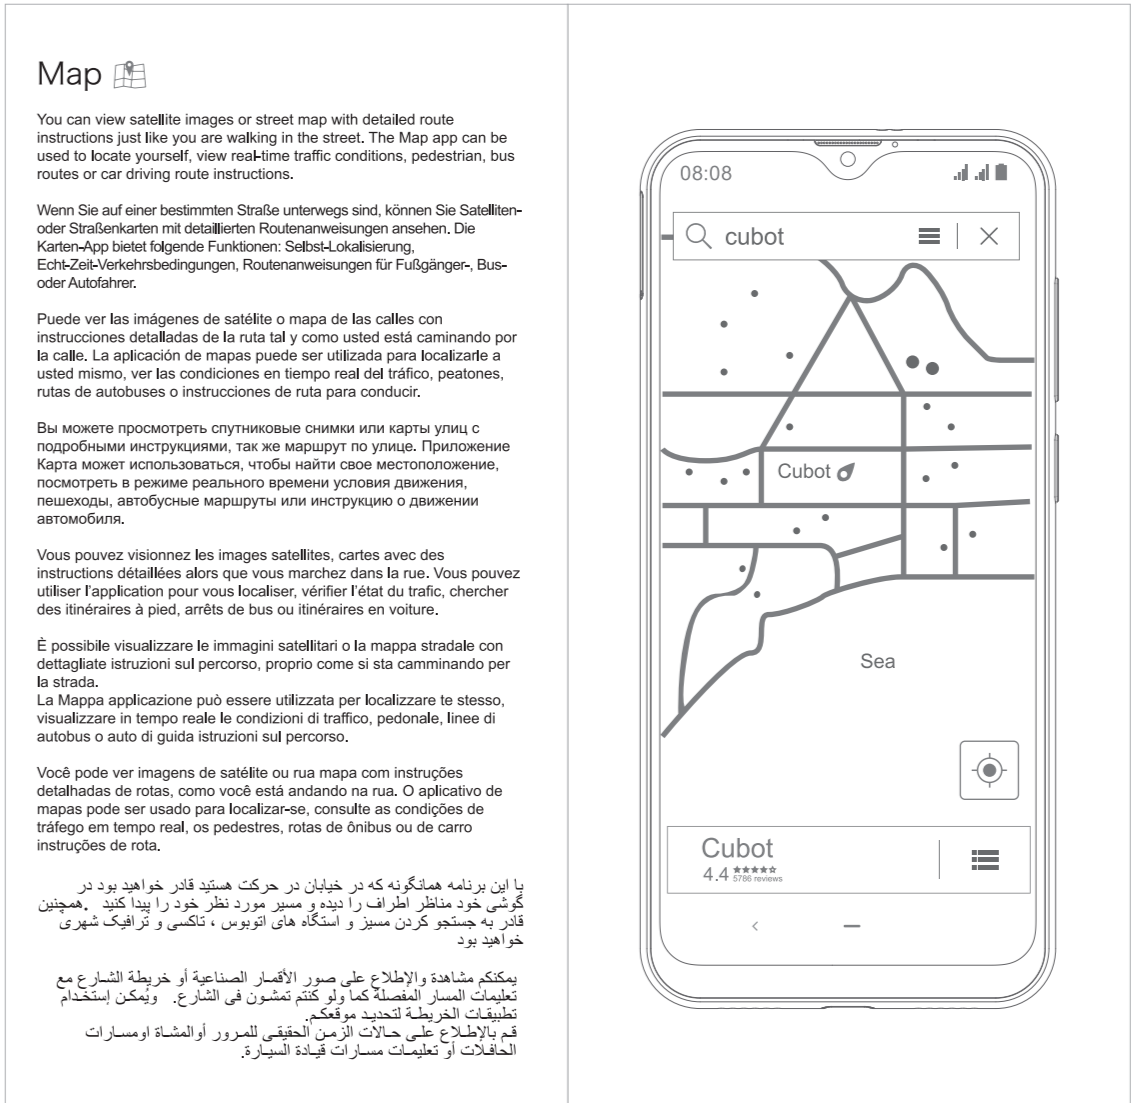 Map
You can view satellite images or street map with detailed route
instructions just like you are walking in the street. The Map app can be
used to locate yourself, view real-time traffic conditions, pedestrian, bus
routes or car driving route instructions.
Wenn Sie auf einer bestimmten Straße unterwegs sind, können Sie Satelliten-
oder Straßenkarten mit detaillierten Routenanweisungen ansehen. Die
Karten-App bietet folgende Funktionen: Selbst-Lokalisierung,
Echt-Zeit-Verkehrsbedingungen, Routenanweisungen für Fußgänger-, Bus-
oder Autofahrer.
Puede ver las imágenes de satélite o mapa de las calles con
instrucciones detalladas de la ruta tal y como usted está caminando por
la calle. La aplicación de mapas puede ser utilizada para localizarle a
usted mismo, ver las condiciones en tiempo real del tráfico, peatones,
rutas de autobuses o instrucciones de ruta para conducir.
Вы можете просмотреть спутниковые снимки или карты улиц с
подробными инструкциями, так же маршрут по улице. Приложение
Карта может использоваться, чтобы найти свое местоположение,
посмотреть в режиме реального времени условия движения,
пешеходы, автобусные маршруты или инструкцию о движении
автомобиля.
Vous pouvez visionnez les images satellites, cartes avec des
instructions détaillées alors que vous marchez dans la rue. Vous pouvez
utiliser l'application pour vous localiser, vérifier l'état du trafic, chercher
des itinéraires à pied, arrêts de bus ou itinéraires en voiture.
È possibile visualizzare le immagini satellitari o la mappa stradale con
dettagliate istruzioni sul percorso, proprio come si sta camminando per
la strada.
La Mappa applicazione può essere utilizzata per localizzare te stesso,
visualizzare in tempo reale le condizioni di traffico, pedonale, linee di
autobus o auto di guida istruzioni sul percorso.
Você pode ver imagens de satélite ou rua mapa com instruções
detalhadas de rotas, como você está andando na rua. O aplicativo de
mapas pode ser usado para localizar-se, consulte as condições de
tráfego em tempo real, os pedestres, rotas de ônibus ou de carro
instruções de rota.
با این برنامه همانگونه که در خیابان در حرکت هستید قادر خواهید بود در
گوشی خود مناظر اطراف را دیده و مسیر مورد نظر خود را پیدا کنید .همچنین
قادر به جستجو کردن مسیز و استگاه های اتوبوس ، تاکسی و ترافیک شهری
خواهید بود
يمكنكم مشاهدة والإطلاع على صور الأقمار الصناعية أو خريطة الشارع مع
تعليمات المسار المفصلة كما ولو كنتم تمشون فى الشارع. ويُمكن إستخدام
تطبيقات الخريطة لتحديد موقعكم.
قم بالإطلاع على حالات الزمن الحقيقى للمرور أوالمشاة اومسارات
الحافلات أو تعليمات مسارات قيادة السيارة.
08:08
cubot
Cubot
Sea
Cubot
4.4 5786 reviews